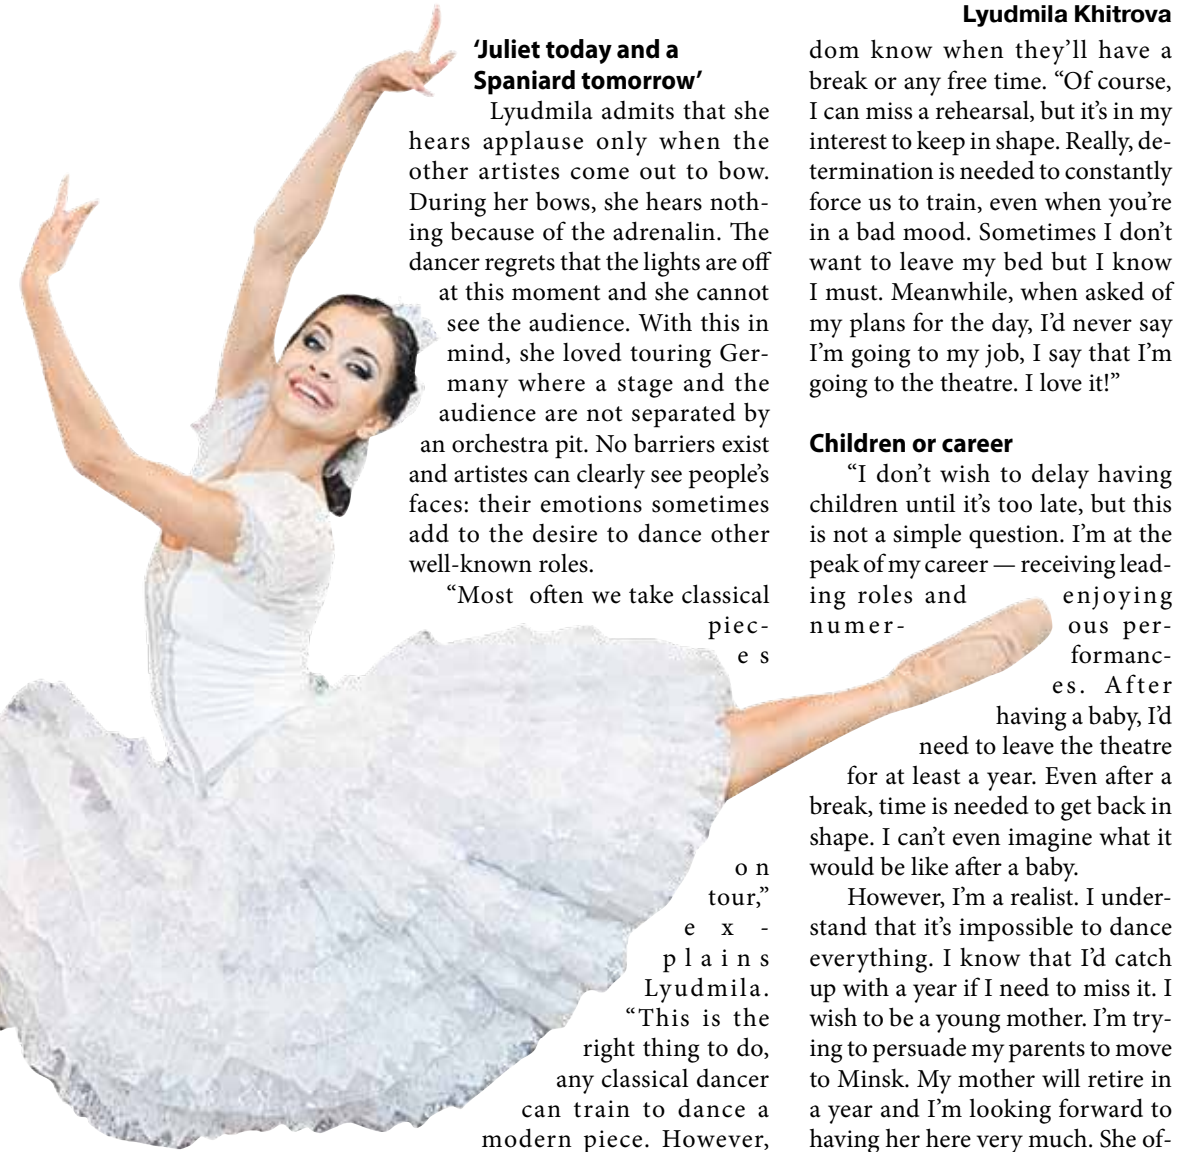 Lyudmila Khitrova
‘Juliet today and a
Spaniard tomorrow’
Lyudmila admits that she
hears applause only when the
other artistes come out to bow.
During her bows, she hears noth-
ing because of the adrenalin. The
dancer regrets that the lights are off
at this moment and she cannot
see the audience. With this in
mind, she loved touring Ger-
many where a stage and the
audience are not separated by
an orchestra pit. No barriers exist
and artistes can clearly see people’s
faces: their emotions sometimes
add to the desire to dance other
well-known roles.
“Most often we take classical
piec-
es
on
tour,”
ex-
plains
Lyudmila.
“This is the
right thing to do,
any classical dancer
can train to dance a
modern piece. However,
dom know when they’ll have a
break or any free time. “Of course,
I can miss a rehearsal, but it’s in my
interest to keep in shape. Really, de-
termination is needed to constantly
force us to train, even when you’re
in a bad mood. Sometimes I don’t
want to leave my bed but I know
I must. Meanwhile, when asked of
my plans for the day, I’d never say
I’m going to my job, I say that I’m
going to the theatre. I love it!”
Children or career
“I don’t wish to delay having
children until it’s too late, but this
is not a simple question. I’m at the
peak of my career — receiving lead-
ing roles and enjoying
numer- ous per-
formanc-
es. After
having a baby, I’d
need to leave the theatre
for at least a year. Even after a
break, time is needed to get back in
shape. I can’t even imagine what it
would be like after a baby.
However, I’m a realist. I under-
stand that it’s impossible to dance
everything. I know that I’d catch
up with a year if I need to miss it. I
wish to be a young mother. I’m try-
ing to persuade my parents to move
to Minsk. My mother will retire in
a year and I’m looking forward to
having her here very much. She of-